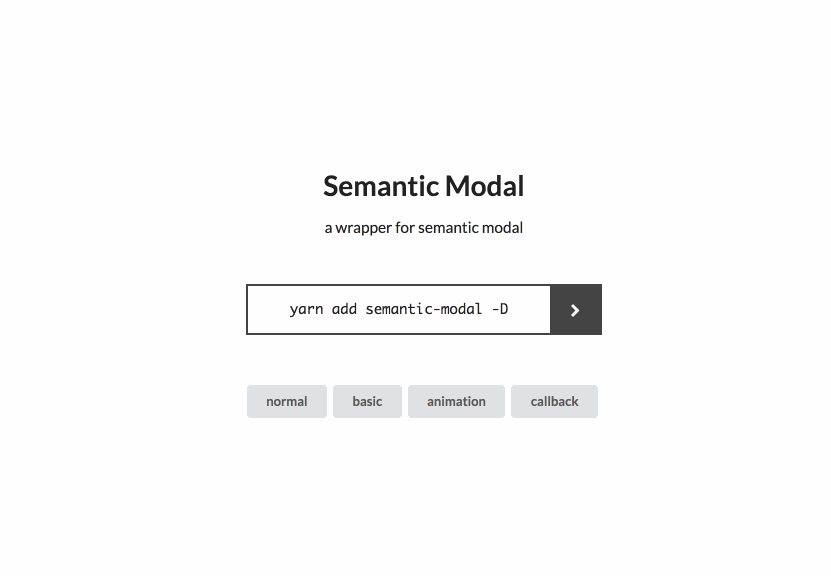 Semantic Modal
a wrapper for semantic modal
yarn add semantic-modal -D
normal basic animation callback